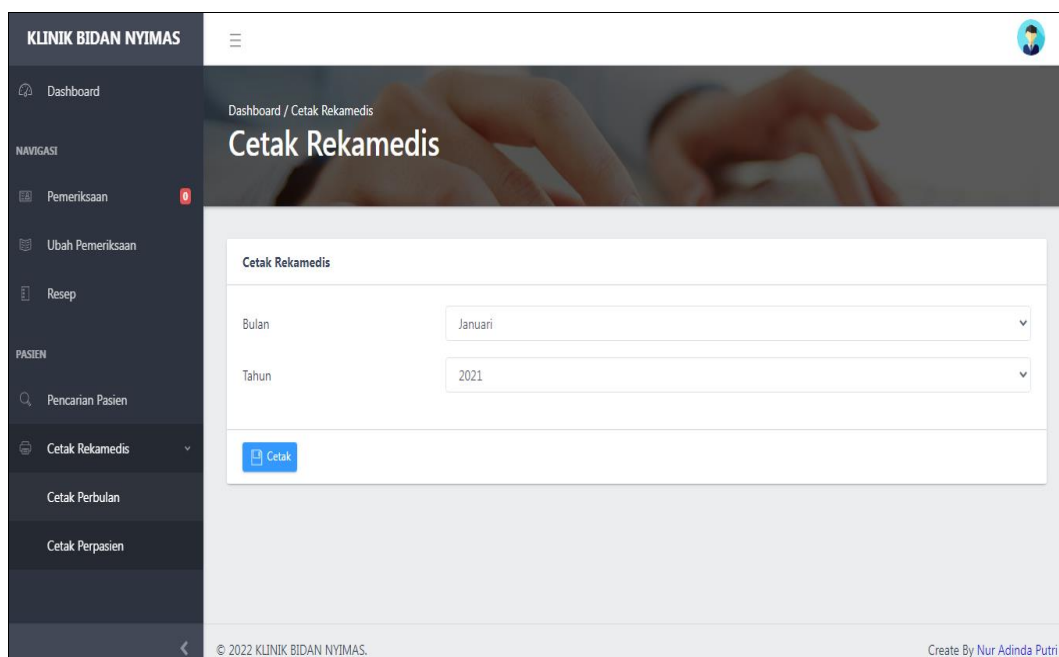 KLINIK BIDAN NYIMAS
Dashboard
NAVIGASI
Pemeriksaan 0
Ubah Pemeriksaan
Resep
PASIEN
Pencarian Pasien
Cetak Rekamedis
Cetak Perbulan
Cetak Perpasien
Dashboard / Cetak Rekamedis
Cetak Rekamedis
Cetak Rekamedis
Bulan Januari
Tahun 2021
Cetak
© 2022 KLINIK BIDAN NYIMAS. Create By Nur Adinda Putri